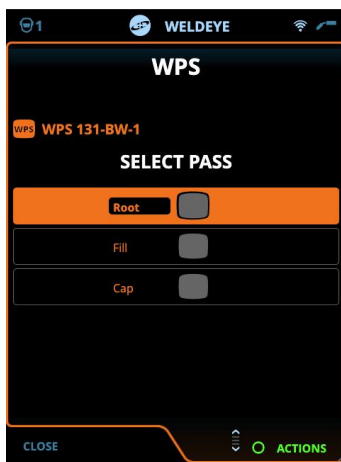 1 WELDEYE
WPS
WPS WPS 131-BW-1
SELECT PASS
Root
Fill
Cap
CLOSE ACTIONS